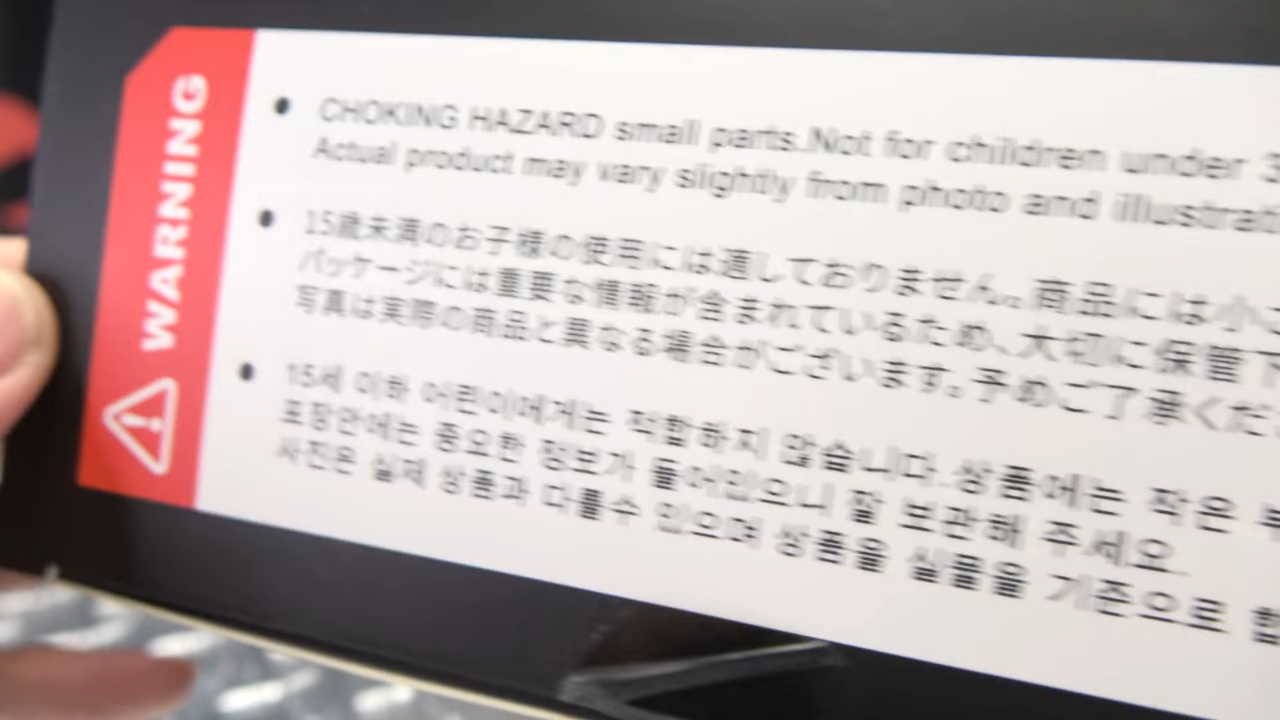 WARNING
CHOKING HAZARD small parts.Not for children under 3
Actual product may vary slightly from photo and
15歳未満のお子様の使用には適しておりません。商品には小
パッケージには重要な情報が含まれているため、大切に保管下
写真は実際の商品と異なる場合がございます。予めご了承くだ
15세 이하 어린이에게는 적합하지 않습니다.상품에는 작은
포장안에는 중요한 정보가 들어있으니 잘 보관해 주세요.
사진은 실제 상품과 다를수 있으며 상품을 실물을 기준으로